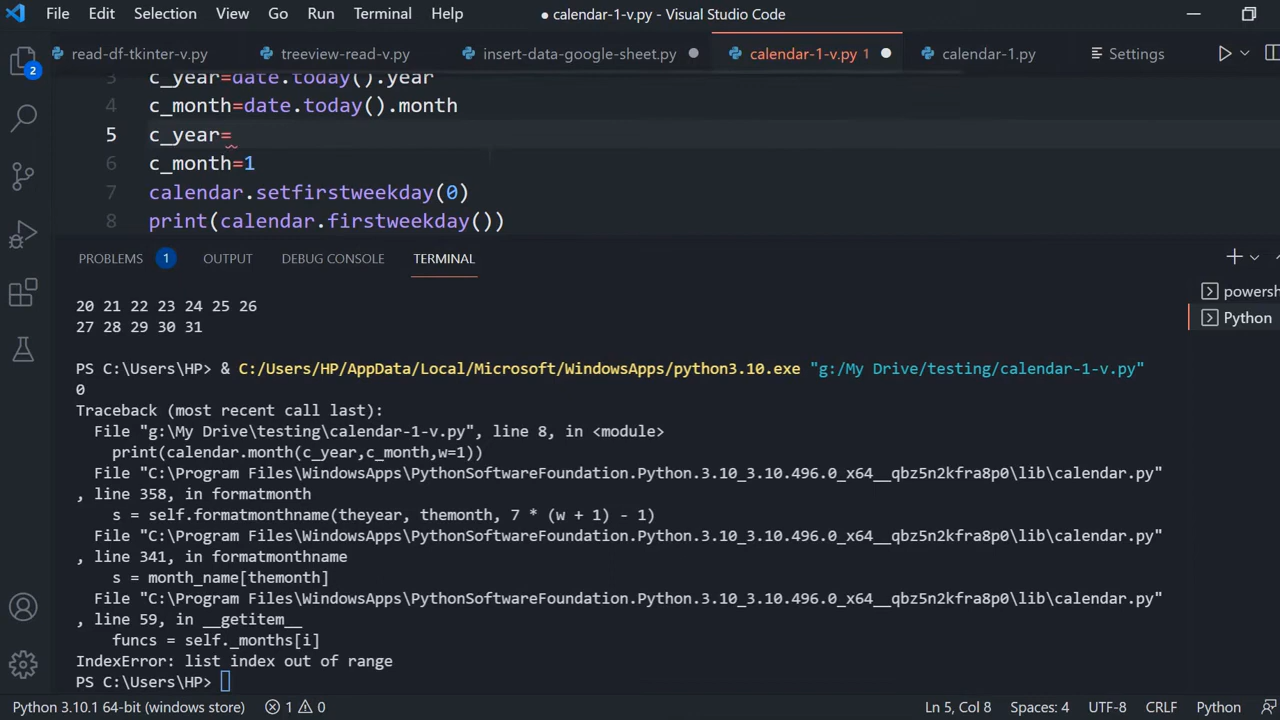 File Edit Selection View Go Run Terminal Help ● calendar-1-v.py - Visual Studio Code
read-df-tkinter-v.py treeview-read-v.py insert-data-google-sheet.py calendar-1-v.py 1 calendar-1.py Settings
3 c_year=date.today().year
4 c_month=date.today().month
5 c_year=
6 c_month=1
7 calendar.setfirstweekday(0)
8 print(calendar.firstweekday())
2
PROBLEMS 1 OUTPUT DEBUG CONSOLE TERMINAL
powersh
Python
20 21 22 23 24 25 26
27 28 29 30 31
PS C:\Users\HP> & C:/Users/HP/AppData/Local/Microsoft/WindowsApps/python3.10.exe "g:/My Drive/testing/calendar-1-v.py"
0
Traceback (most recent call last):
File "g:\My Drive\testing\calendar-1-v.py", line 8, in <module>
print(calendar.month(c_year,c_month,w=1))
File "C:\Program Files\WindowsApps\PythonSoftwareFoundation.Python.3.10_3.10.496.0_x64__qbz5n2kfra8p0\lib\calendar.py"
, line 358, in formatmonth
s = self.formatmonthname(theyear, themonth, 7 * (w + 1) - 1)
File "C:\Program Files\WindowsApps\PythonSoftwareFoundation.Python.3.10_3.10.496.0_x64__qbz5n2kfra8p0\lib\calendar.py"
, line 341, in formatmonthname
s = month_name[themonth]
File "C:\Program Files\WindowsApps\PythonSoftwareFoundation.Python.3.10_3.10.496.0_x64__qbz5n2kfra8p0\lib\calendar.py"
, line 59, in __getitem__
funcs = self._months[i]
IndexError: list index out of range
PS C:\Users\HP>
Python 3.10.1 64-bit (windows store) 1 0 Ln 5, Col 8 Spaces: 4 UTF-8 CRLF Python